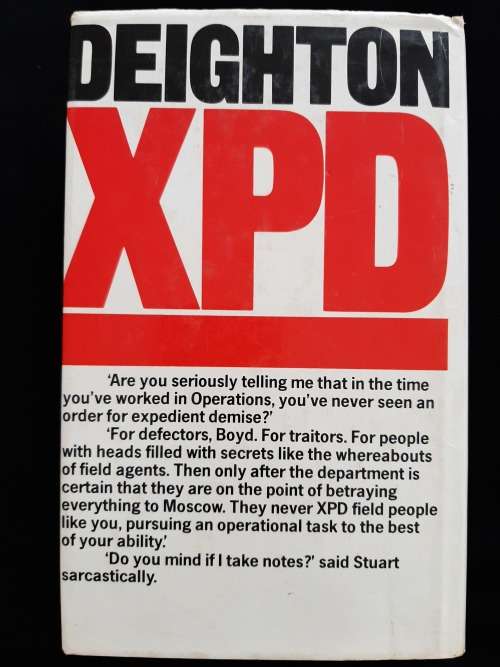 DEIGHTON
XPD
'Are you seriously telling me that in the time
you've worked in Operations, you've never seen an
order for expedient demise?'
'For defectors, Boyd. For traitors. For people
with heads filled with secrets like the whereabouts
of field agents. Then only after the department is
certain that they are on the point of betraying
everything to Moscow. They never XPD field people
like you, pursuing an operational task to the best
of your ability.'
'Do you mind if I take notes?' said Stuart
sarcastically.